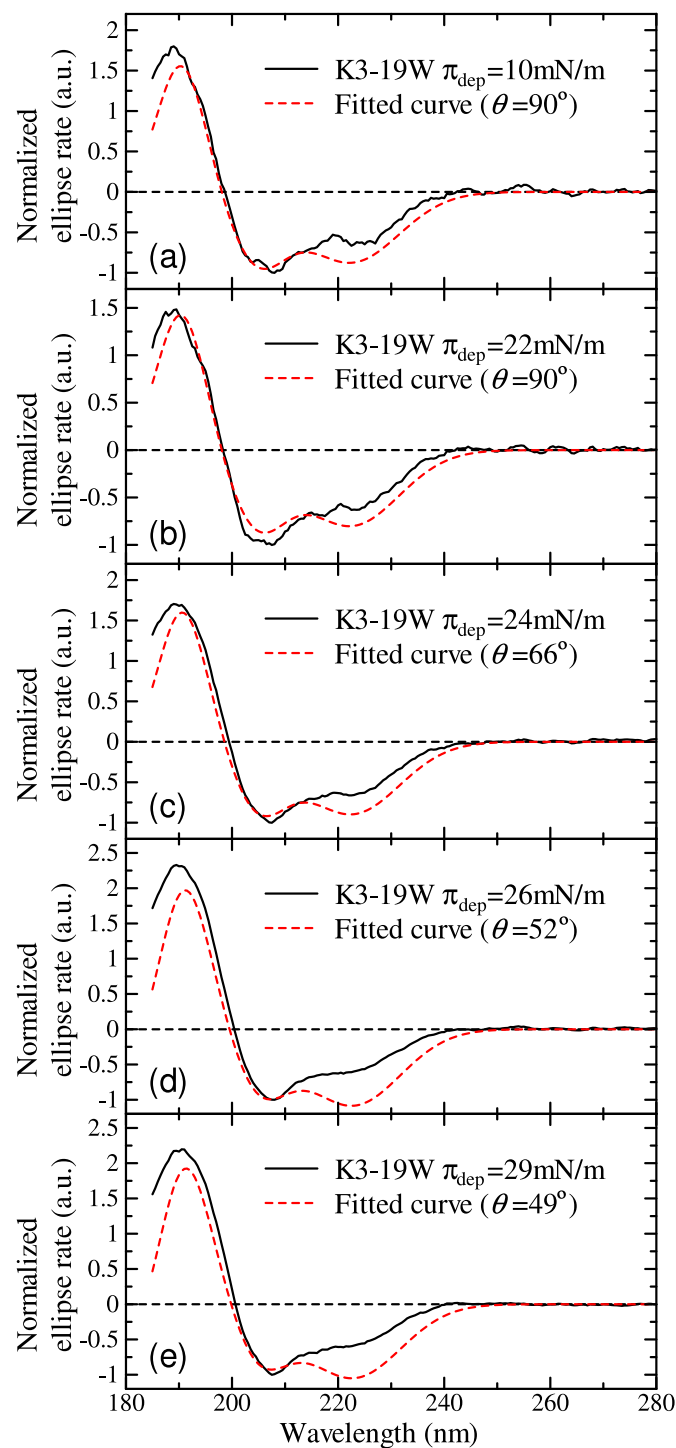 2
1.5
1
0.5
0
-0.5
-1
Normalized
ellipse rate (a.u.)
K3-19W π_dep=10mN/m
Fitted curve (θ=90°)
(a)
1.5
1
0.5
0
-0.5
-1
Normalized
ellipse rate (a.u.)
K3-19W π_dep=22mN/m
Fitted curve (θ=90°)
(b)
2
1.5
1
0.5
0
-0.5
-1
Normalized
ellipse rate (a.u.)
K3-19W π_dep=24mN/m
Fitted curve (θ=66°)
(c)
2.5
2
1.5
1
0.5
0
-0.5
-1
Normalized
ellipse rate (a.u.)
K3-19W π_dep=26mN/m
Fitted curve (θ=52°)
(d)
2.5
2
1.5
1
0.5
0
-0.5
-1
Normalized
ellipse rate (a.u.)
K3-19W π_dep=29mN/m
Fitted curve (θ=49°)
(e)
180 200 220 240 260 280
Wavelength (nm)